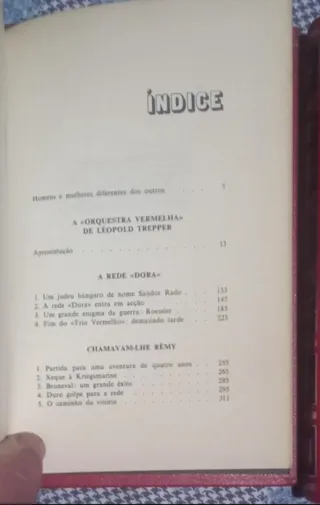 ÍNDICE
Homens e mulheres diferentes dos outros . . . 7
A «ORQUESTRA VERMELHA»
DE LÉOPOLD TREPPER
Apresentação . . . . . . . . . . . . 13
A REDE «DORA»
1. Um judeu húngaro de nome Sandor Rado . . . 133
2. A rede «Dora» entra em acção . . . . 147
3. Um grande enigma da guerra: Roessler . . . 183
4. Fim do «Trio Vermelho»: demasiado tarde . . . 223
CHAMAVAM-LHE RÉMY
1. Partida para uma aventura de quatro anos . . . 255
2. Xeque à Kriegsmarine . . . . . . . 265
3. Bruneval: um grande êxito . . . . . . 285
4. Duro golpe para a rede . . . . . . . 295
5. O caminho da vitória . . . . . . . . 311